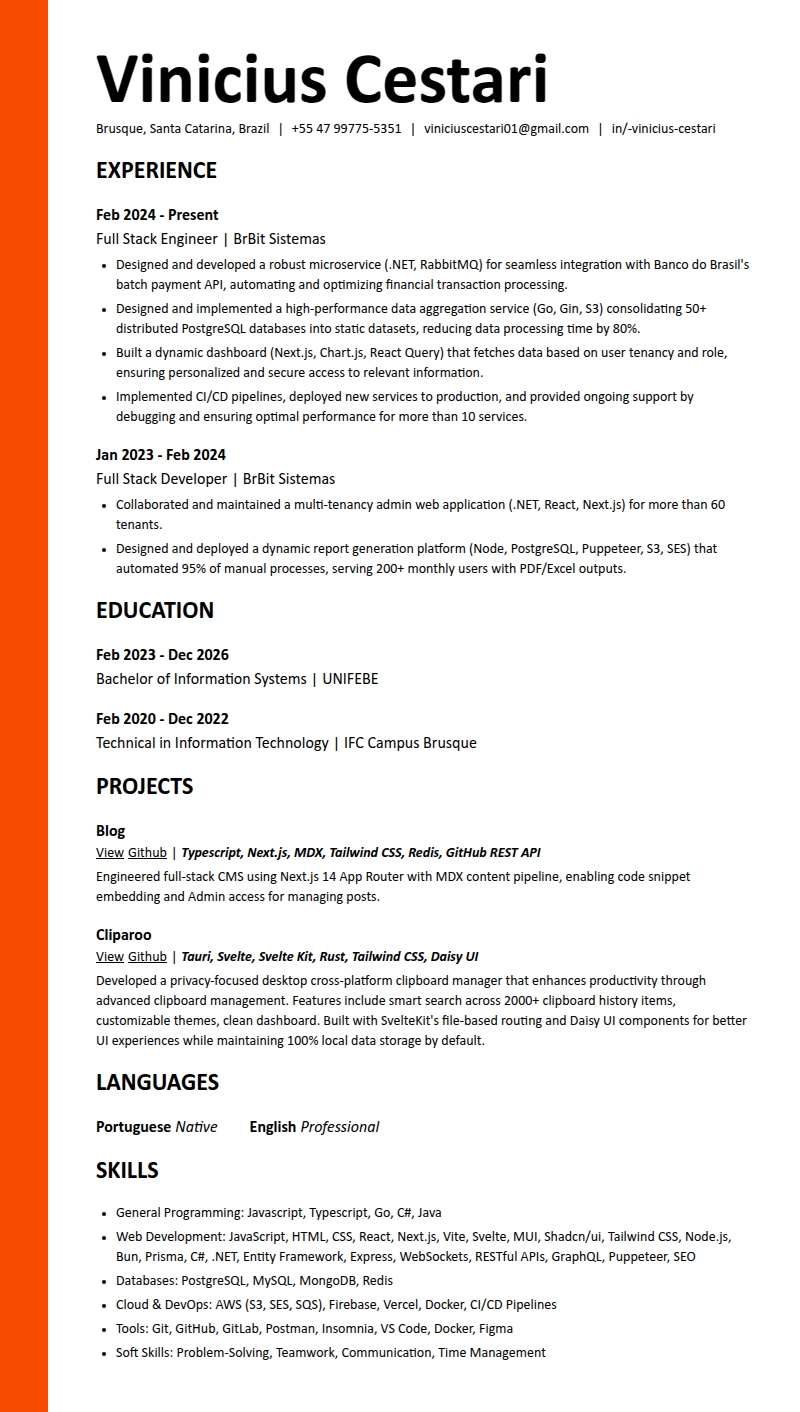 Vinicius Cestari
Brusque, Santa Catarina, Brazil | +55 47 99775-5351 | viniciuscestari01@gmail.com | in/-vinicius-cestari
EXPERIENCE
Feb 2024 - Present
Full Stack Engineer | BrBit Sistemas
• Designed and developed a robust microservice (.NET, RabbitMQ) for seamless integration with Banco do Brasil's
batch payment API, automating and optimizing financial transaction processing.
• Designed and implemented a high-performance data aggregation service (Go, Gin, S3) consolidating 50+
distributed PostgreSQL databases into static datasets, reducing data processing time by 80%.
• Built a dynamic dashboard (Next.js, Chart.js, React Query) that fetches data based on user tenancy and role,
ensuring personalized and secure access to relevant information.
• Implemented CI/CD pipelines, deployed new services to production, and provided ongoing support by
debugging and ensuring optimal performance for more than 10 services.
Jan 2023 - Feb 2024
Full Stack Developer | BrBit Sistemas
• Collaborated and maintained a multi-tenancy admin web application (.NET, React, Next.js) for more than 60
tenants.
• Designed and deployed a dynamic report generation platform (Node, PostgreSQL, Puppeteer, S3, SES) that
automated 95% of manual processes, serving 200+ monthly users with PDF/Excel outputs.
EDUCATION
Feb 2023 - Dec 2026
Bachelor of Information Systems | UNIFEBE
Feb 2020 - Dec 2022
Technical in Information Technology | IFC Campus Brusque
PROJECTS
Blog
View Github | Typescript, Next.js, MDX, Tailwind CSS, Redis, GitHub REST API
Engineered full-stack CMS using Next.js 14 App Router with MDX content pipeline, enabling code snippet
embedding and Admin access for managing posts.
Cliparoo
View Github | Tauri, Svelte, Svelte Kit, Rust, Tailwind CSS, Daisy UI
Developed a privacy-focused desktop cross-platform clipboard manager that enhances productivity through
advanced clipboard management. Features include smart search across 2000+ clipboard history items,
customizable themes, clean dashboard. Built with SvelteKit's file-based routing and Daisy UI components for better
UI experiences while maintaining 100% local data storage by default.
LANGUAGES
Portuguese Native English Professional
SKILLS
• General Programming: Javascript, Typescript, Go, C#, Java
• Web Development: JavaScript, HTML, CSS, React, Next.js, Vite, Svelte, MUI, Shadcn/ui, Tailwind CSS, Node.js,
Bun, Prisma, C#, .NET, Entity Framework, Express, WebSockets, RESTful APIs, GraphQL, Puppeteer, SEO
• Databases: PostgreSQL, MySQL, MongoDB, Redis
• Cloud & DevOps: AWS (S3, SES, SQS), Firebase, Vercel, Docker, CI/CD Pipelines
• Tools: Git, GitHub, GitLab, Postman, Insomnia, VS Code, Docker, Figma
• Soft Skills: Problem-Solving, Teamwork, Communication, Time Management